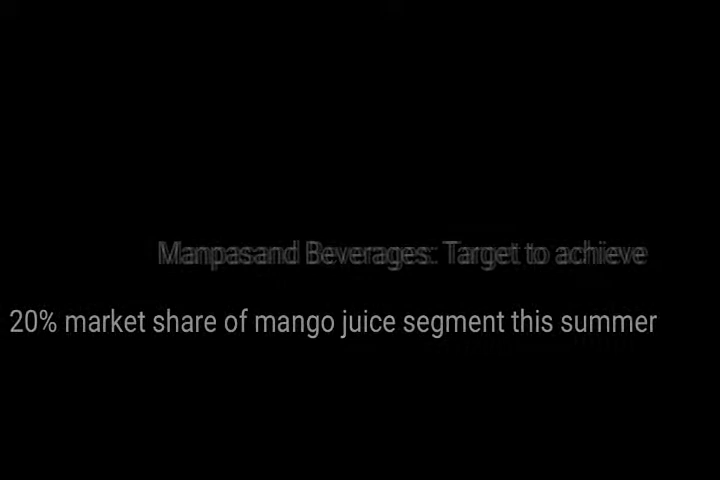 Manpasand Beverages: Target to achieve
20% market share of mango juice segment this summer